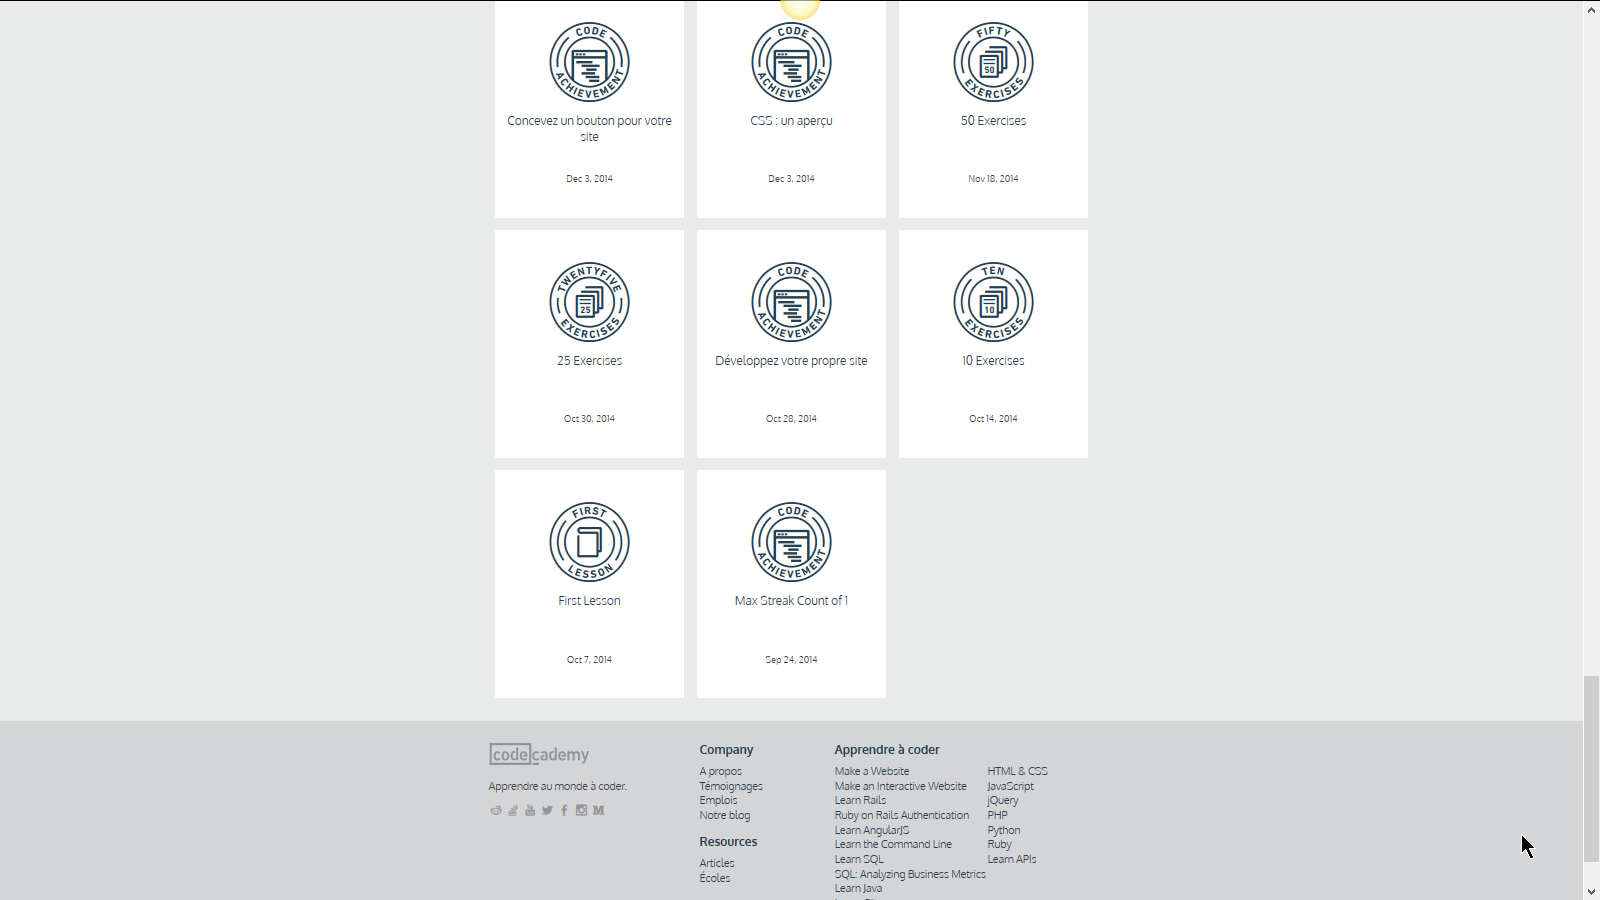 CODE ACHIEVEMENT
Concevez un bouton pour votre
site
Dec 3, 2014
CODE ACHIEVEMENT
CSS : un aperçu
Dec 3, 2014
FIFTY EXERCISES
50
50 Exercises
Nov 18, 2014
TWENTYFIVE EXERCISES
25
25 Exercises
Oct 30, 2014
CODE ACHIEVEMENT
Développez votre propre site
Oct 28, 2014
TEN EXERCISES
10
10 Exercises
Oct 14, 2014
FIRST LESSON
First Lesson
Oct 7, 2014
CODE ACHIEVEMENT
Max Streak Count of 1
Sep 24, 2014
codecademy
Apprendre au monde à coder.
Company
A propos
Témoignages
Emplois
Notre blog
Resources
Articles
Écoles
Apprendre à coder
Make a Website
Make an Interactive Website
Learn Rails
Ruby on Rails Authentication
Learn AngularJS
Learn the Command Line
Learn SQL
SQL: Analyzing Business Metrics
Learn Java
HTML & CSS
JavaScript
jQuery
PHP
Python
Ruby
Learn APIs